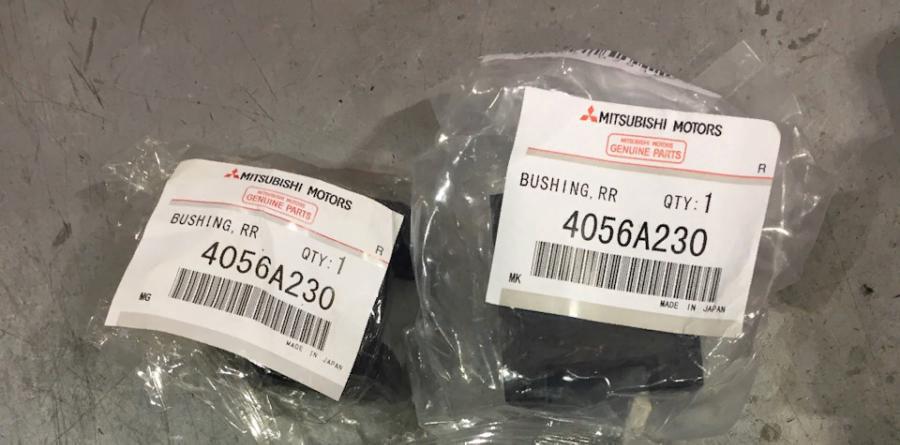 MITSUBISHI MOTORS
MITSUBISHI MOTORS
GENUINE PARTS
R
BUSHING, RR
QTY: 1
4056A230
MG
MADE IN JAPAN
MITSUBISHI MOTORS
MITSUBISHI MOTORS
GENUINE PARTS
R
BUSHING, RR
QTY: 1
4056A230
MK
MADE IN JAPAN